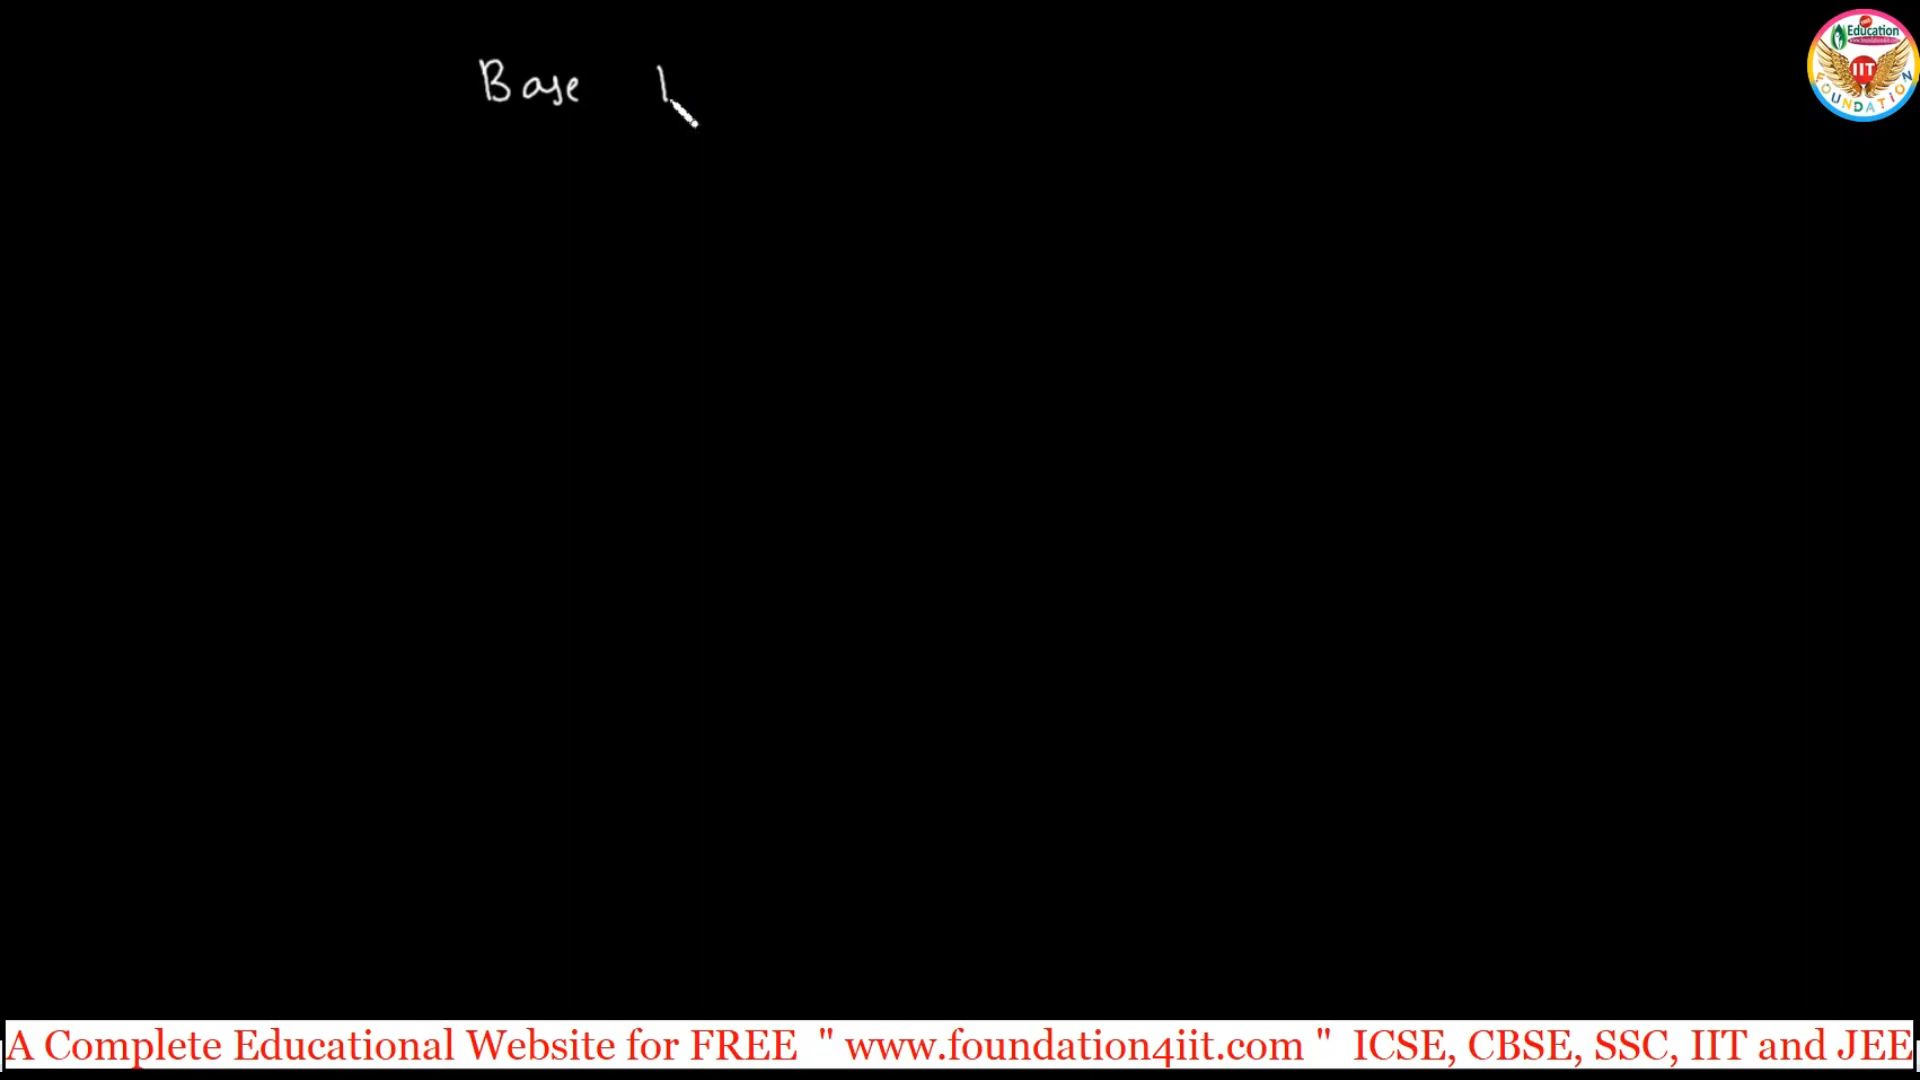 Base I
Education
IIT
FOUNDATION
A Complete Educational Website for FREE " www.foundation4iit.com " ICSE, CBSE, SSC, IIT and JEE